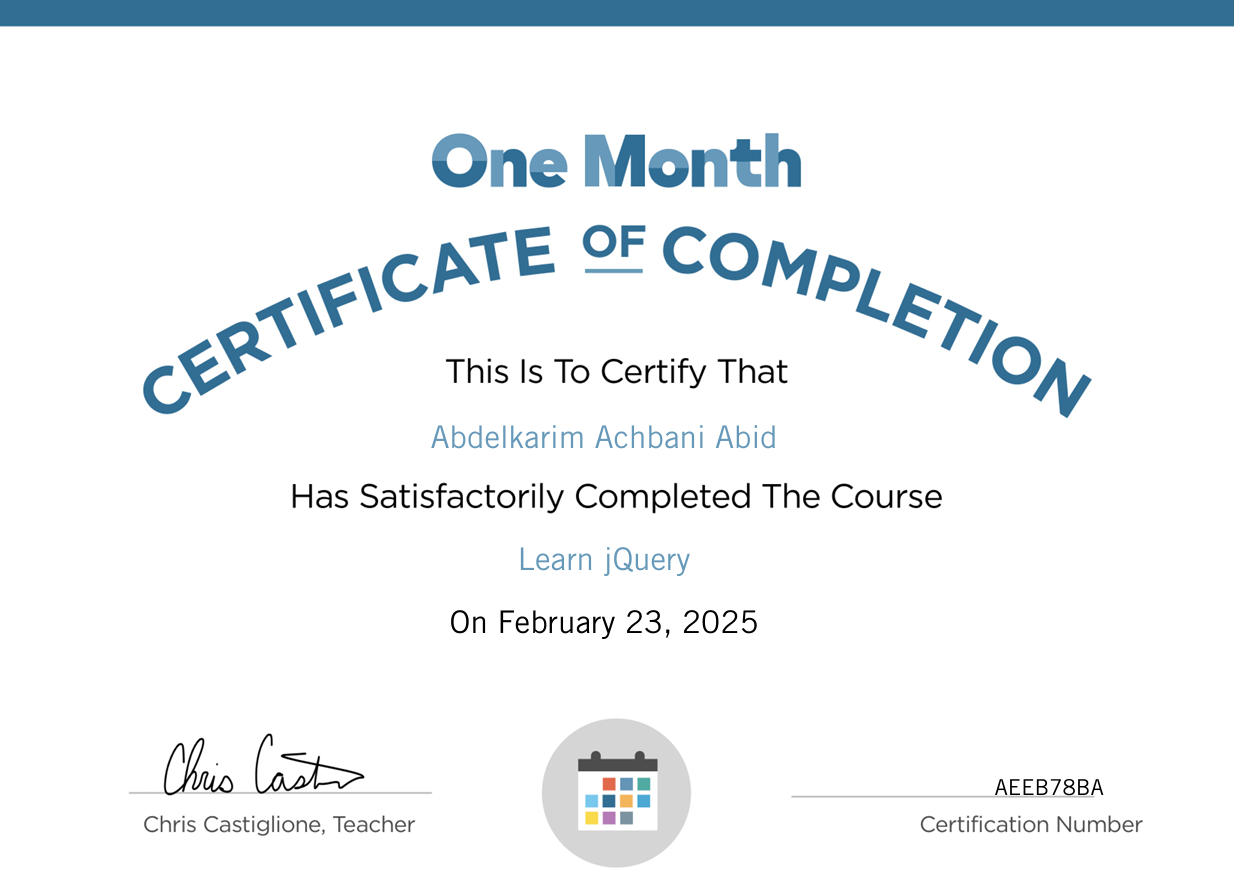 One Month
CERTIFICATE OF COMPLETION
This Is To Certify That
Abdelkarim Achbani Abid
Has Satisfactorily Completed The Course
Learn jQuery
On February 23, 2025
Chris Cast
Chris Castiglione, Teacher
AEEB78BA
Certification Number